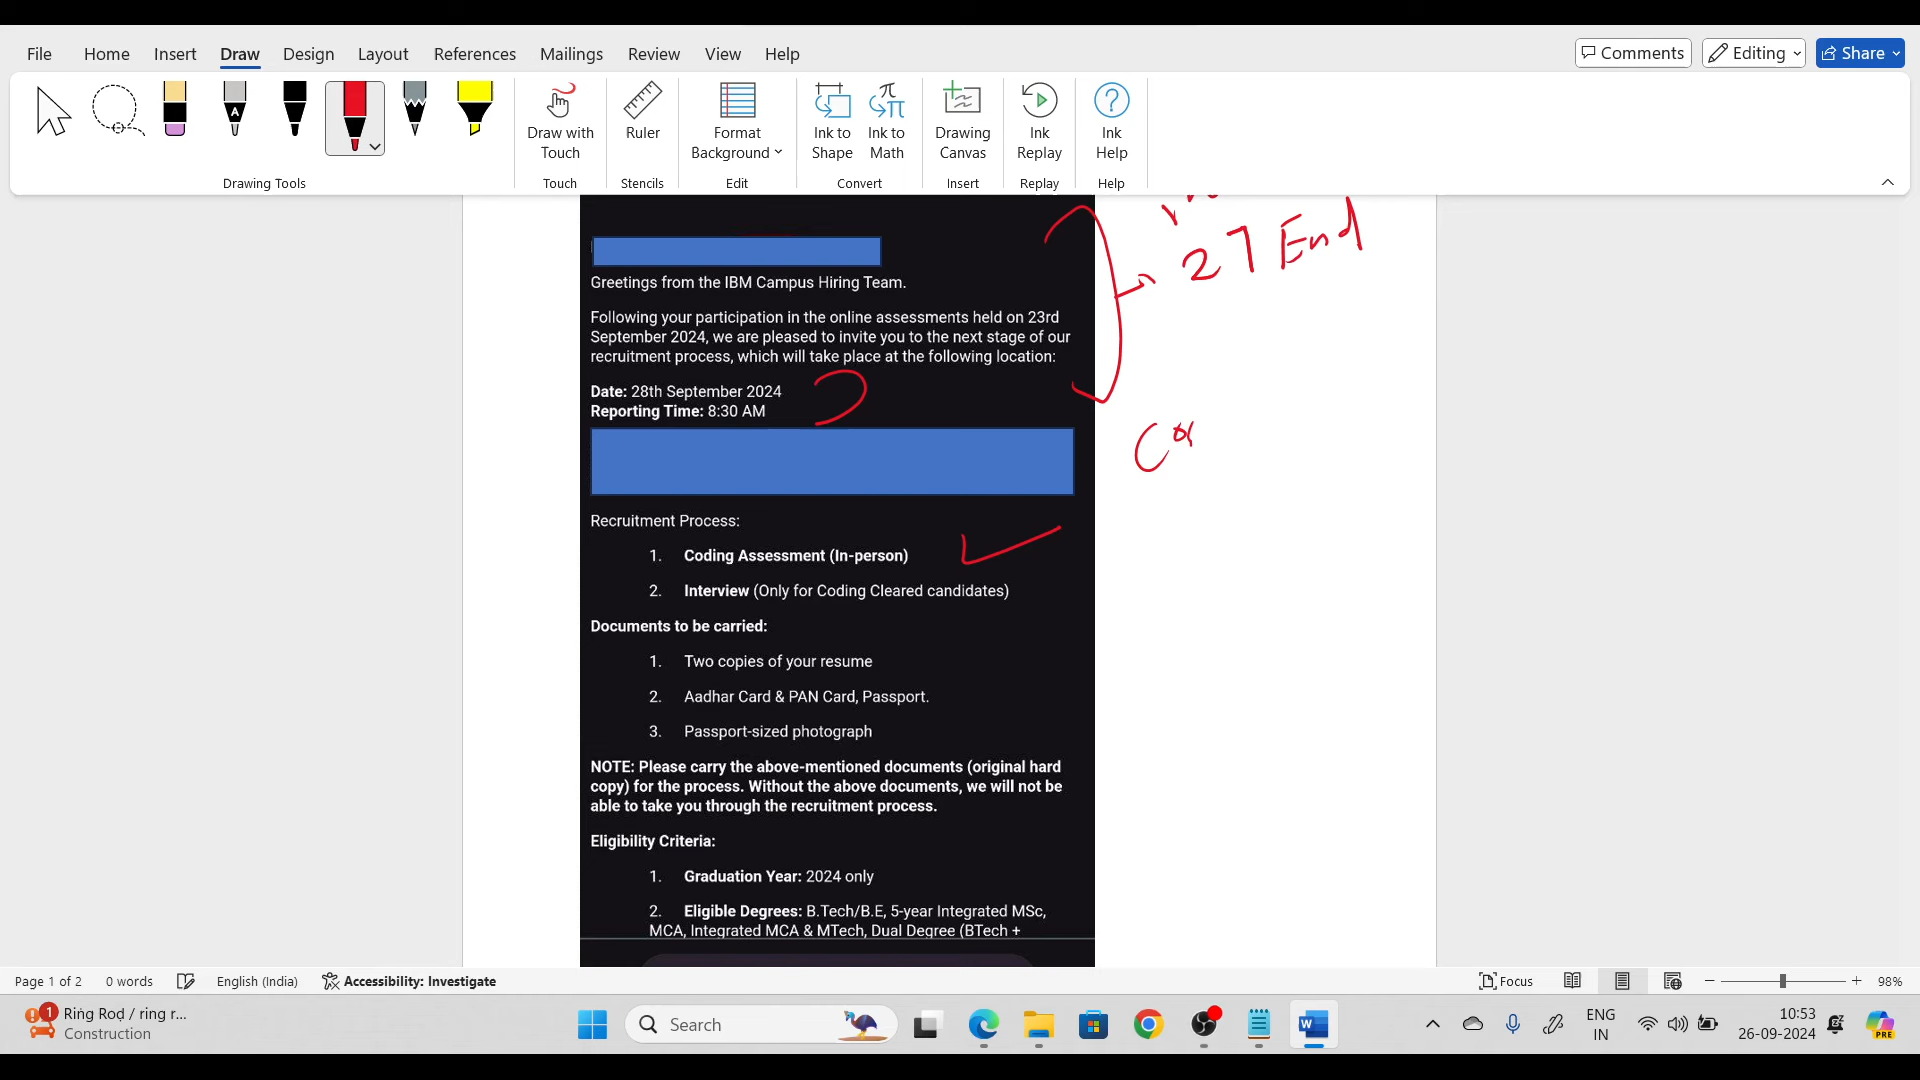 File Home Insert Draw Design Layout References Mailings Review View Help Comments Editing Share
Draw with Touch
Ruler
Format Background
Ink to Shape
Ink to Math
Drawing Canvas
Ink Replay
Ink Help
Drawing Tools Touch Stencils Edit Convert Insert Replay Help
27 End
Greetings from the IBM Campus Hiring Team.
Following your participation in the online assessments held on 23rd
September 2024, we are pleased to invite you to the next stage of our
recruitment process, which will take place at the following location:
Date: 28th September 2024
Reporting Time: 8:30 AM
Recruitment Process:
1. Coding Assessment (In-person)
2. Interview (Only for Coding Cleared candidates)
Documents to be carried:
1. Two copies of your resume
2. Aadhar Card & PAN Card, Passport.
3. Passport-sized photograph
NOTE: Please carry the above-mentioned documents (original hard
copy) for the process. Without the above documents, we will not be
able to take you through the recruitment process.
Eligibility Criteria:
1. Graduation Year: 2024 only
2. Eligible Degrees: B.Tech/B.E, 5-year Integrated MSc,
MCA, Integrated MCA & MTech, Dual Degree (BTech +
Page 1 of 2 0 words English (India) Accessibility: Investigate Focus 98%
1 Ring Rod / ring r...
Construction
Search
PRE
ENG
IN
10:53
26-09-2024